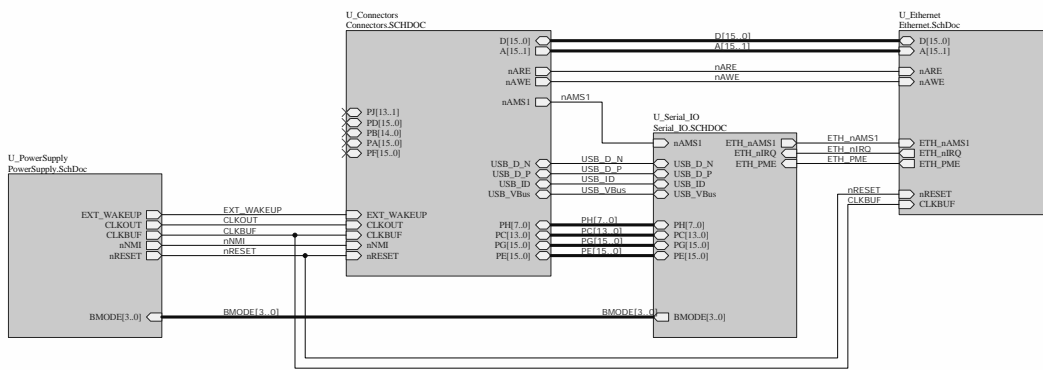 U_Connectors
Connectors.SCHDOC
U_Ethernet
Ethernet.SchDoc
D[15..0] D[15..0] D[15..0]
A[15..1] A[15..1] A[15..1]
nARE nARE nARE
nAWE nAWE nAWE
nAMS1 nAMS1
PJ[13..1]
PD[15..0]
PB[14..0]
PA[15..0]
PF[15..0]
U_Serial_IO
Serial_IO.SCHDOC
nAMS1 ETH_nAMS1 ETH_nAMS1 ETH_nAMS1
ETH_nIRQ ETH_nIRQ ETH_nIRQ
ETH_PME ETH_PME ETH_PME
USB_D_N USB_D_N USB_D_N
USB_D_P USB_D_P USB_D_P
USB_ID USB_ID USB_ID
USB_VBus USB_VBus USB_VBus
nRESET nRESET
CLKBUF CLKBUF
U_PowerSupply
PowerSupply.SchDoc
EXT_WAKEUP EXT_WAKEUP EXT_WAKEUP
CLKOUT CLKOUT CLKOUT
CLKBUF CLKBUF CLKBUF
nNMI nNMI nNMI
nRESET nRESET nRESET
PH[7..0] PH[7..0] PH[7..0]
PC[13..0] PC[13..0] PC[13..0]
PG[15..0] PG[15..0] PG[15..0]
PE[15..0] PE[15..0] PE[15..0]
BMODE[3..0] BMODE[3..0] BMODE[3..0] BMODE[3..0]